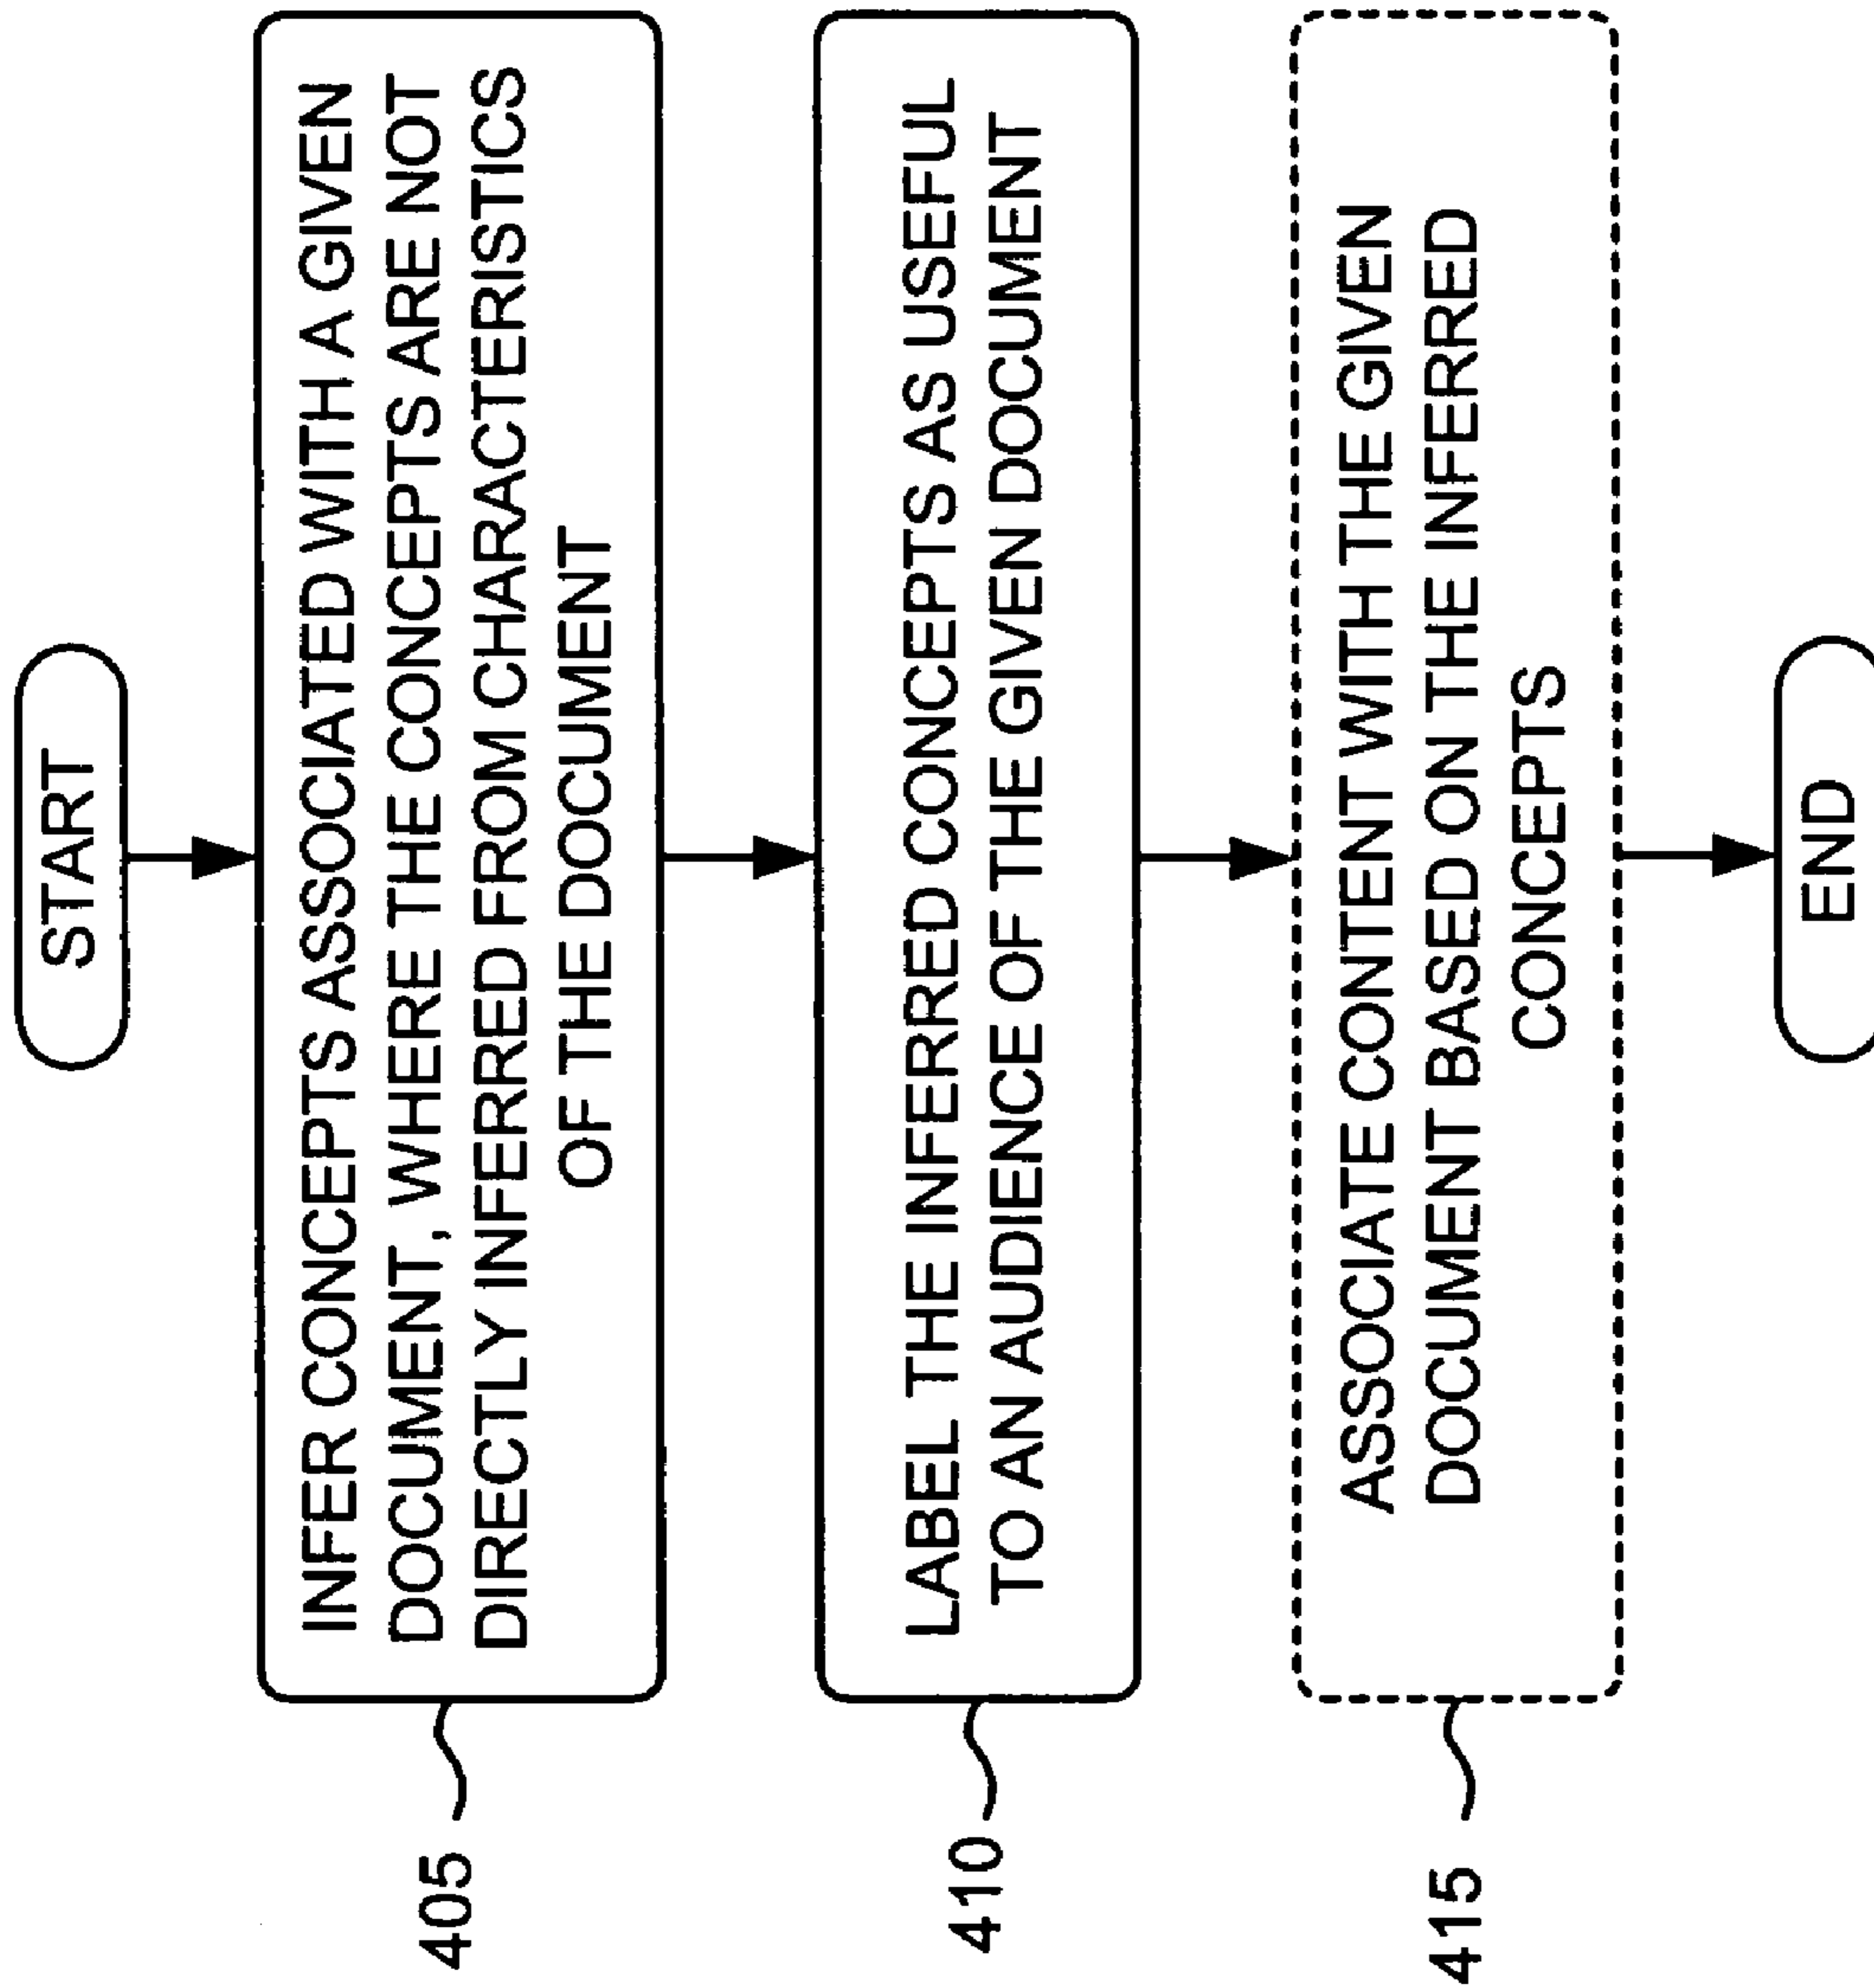 START
INFER CONCEPTS ASSOCIATED WITH A GIVEN
DOCUMENT, WHERE THE CONCEPTS ARE NOT
DIRECTLY INFERRED FROM CHARACTERISTICS
OF THE DOCUMENT
405
LABEL THE INFERRED CONCEPTS AS USEFUL
TO AN AUDIENCE OF THE GIVEN DOCUMENT
410
ASSOCIATE CONTENT WITH THE GIVEN
DOCUMENT BASED ON THE INFERRED
CONCEPTS
415
END